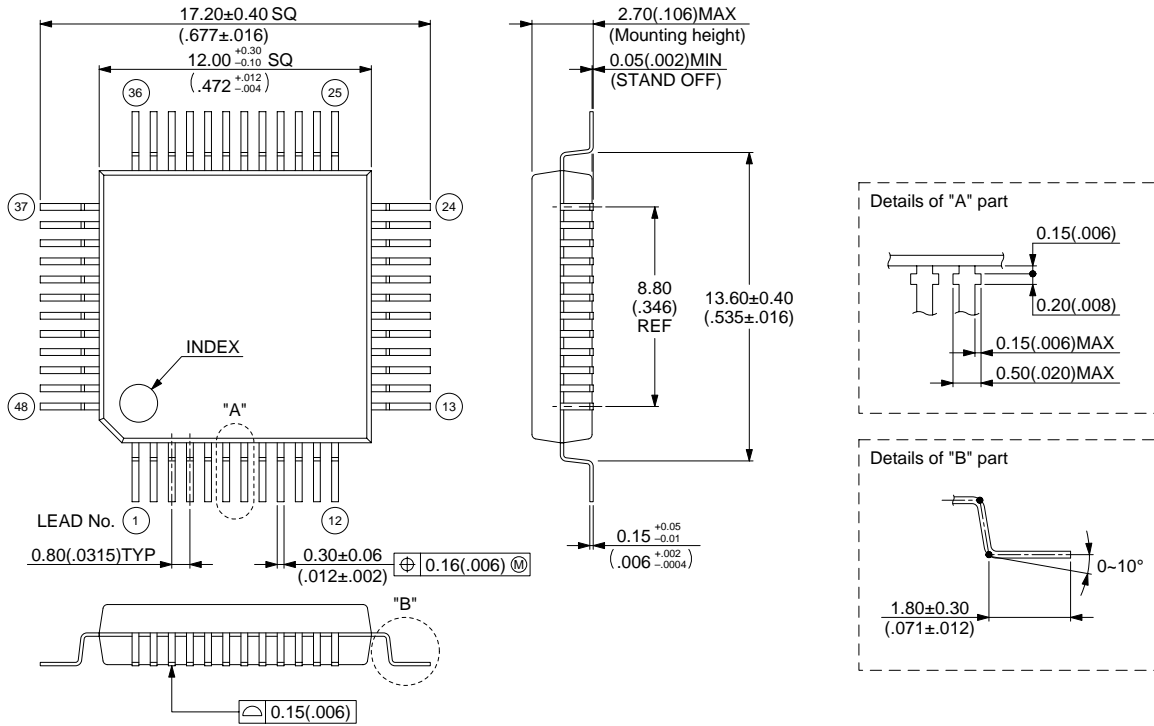 17.20±0.40 SQ
(.677±.016)
12.00 +0.30 −0.10 SQ
(.472 +.012 −.004)
36
25
37
24
INDEX
48
13
"A"
LEAD No.
1
12
0.80(.0315)TYP
0.30±0.06
(.012±.002)
⌖ 0.16(.006) Ⓜ
2.70(.106)MAX
(Mounting height)
0.05(.002)MIN
(STAND OFF)
8.80
(.346)
REF
13.60±0.40
(.535±.016)
0.15 +0.05 −0.01
(.006 +.002 −.0004)
"B"
⌓ 0.15(.006)
Details of "A" part
0.15(.006)
0.20(.008)
0.15(.006)MAX
0.50(.020)MAX
Details of "B" part
0~10°
1.80±0.30
(.071±.012)